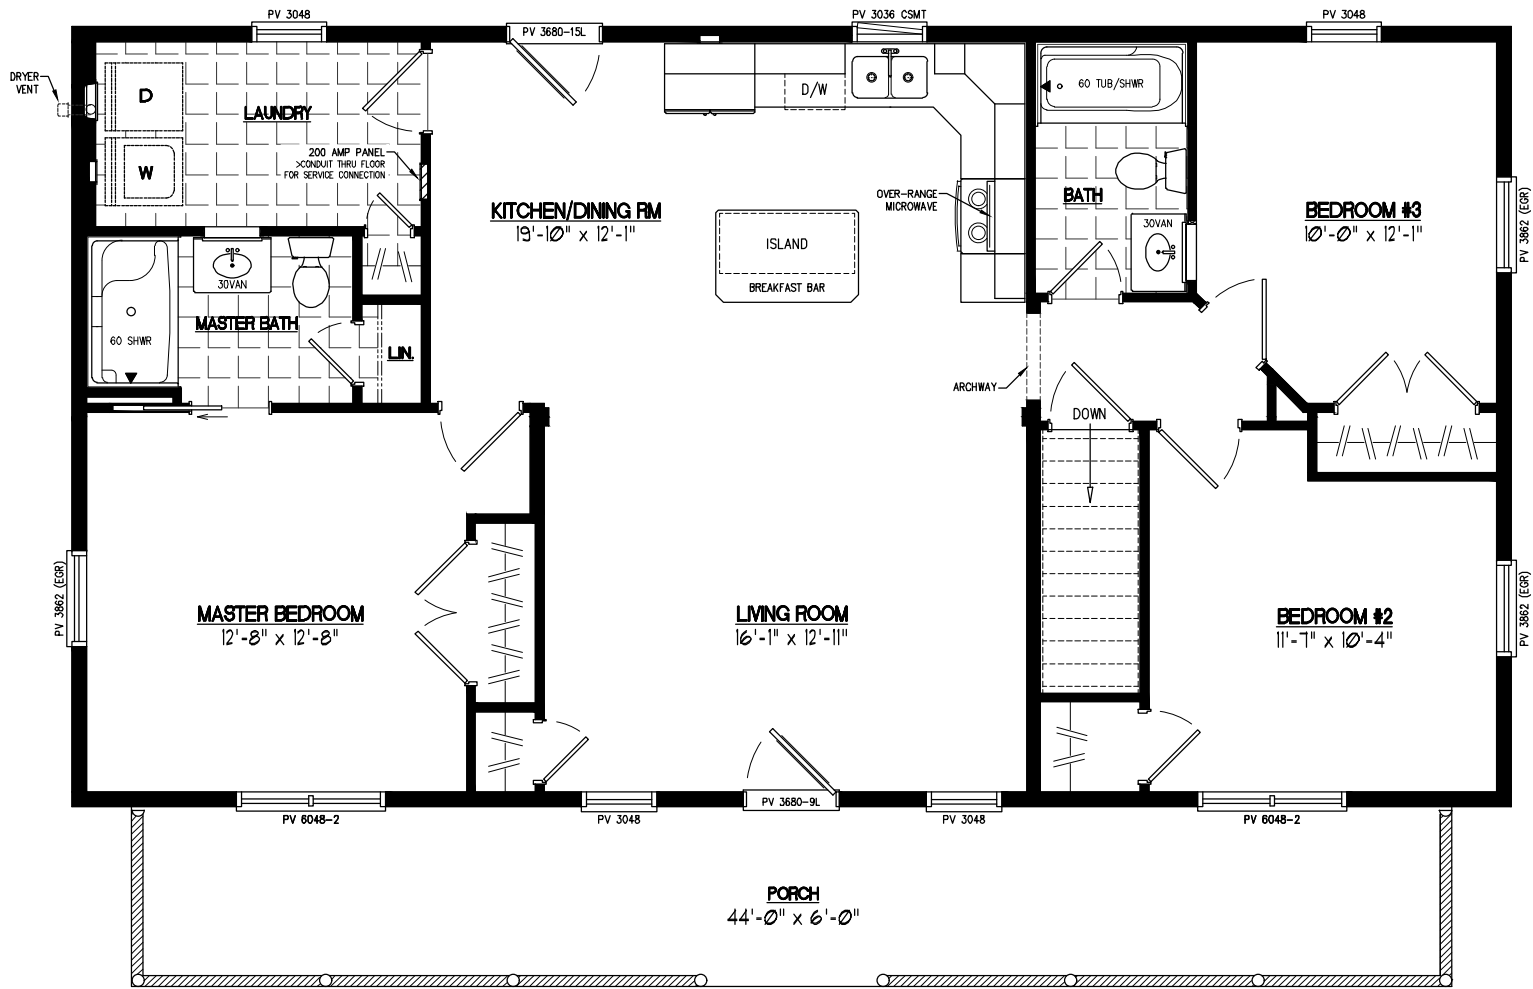 PV 3048
PV 3680-15L
PV 3036 CSMT
PV 3048
DRYER
VENT
D
LAUNDRY
W
200 AMP PANEL
>CONDUIT THRU FLOOR
FOR SERVICE CONNECTION
D/W
60 TUB/SHWR
KITCHEN/DINING RM
19'-10" x 12'-1"
OVER-RANGE
MICROWAVE
BATH
30VAN
BEDROOM #3
10'-0" x 12'-1"
PV 3862 (EGR)
ISLAND
BREAKFAST BAR
30VAN
MASTER BATH
60 SHWR
LIN.
ARCHWAY
DOWN
PV 3862 (EGR)
MASTER BEDROOM
12'-8" x 12'-8"
LIVING ROOM
16'-1" x 12'-11"
BEDROOM #2
11'-7" x 10'-4"
PV 3862 (EGR)
PV 6048-2
PV 3048
PV 3680-9L
PV 3048
PV 6048-2
PORCH
44'-0" x 6'-0"